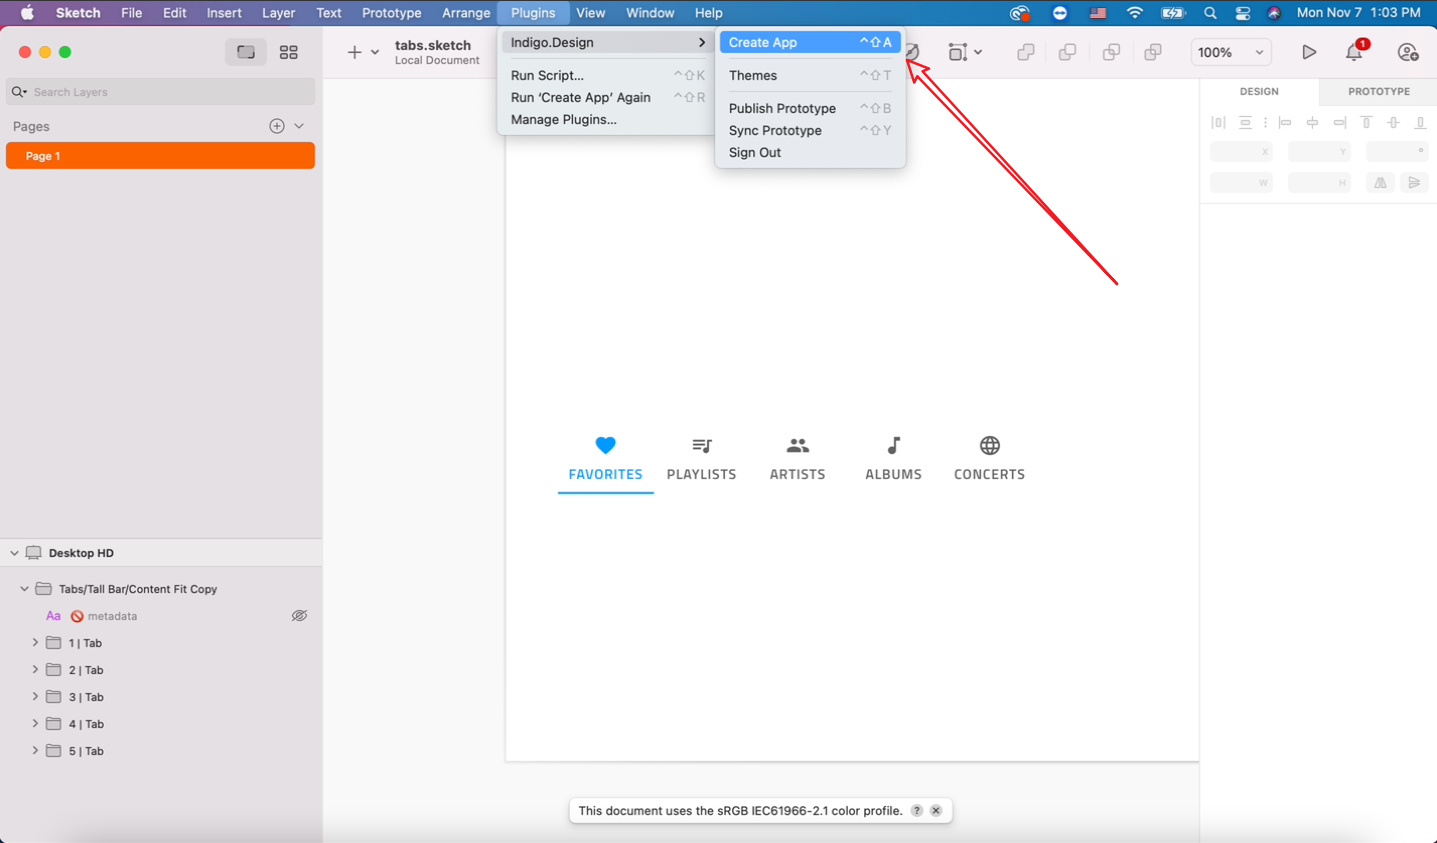 Sketch File Edit Insert Layer Text Prototype Arrange Plugins View Window Help Mon Nov 7 1:03 PM
tabs.sketch
Local Document
Indigo.Design
Run Script... ^⇧K
Run ‘Create App’ Again ^⇧R
Manage Plugins...
Create App ^⇧A
Themes ^⇧T
Publish Prototype ^⇧B
Sync Prototype ^⇧Y
Sign Out
100%
1
Search Layers
Pages
Page 1
DESIGN PROTOTYPE
X Y °
W H
FAVORITES PLAYLISTS ARTISTS ALBUMS CONCERTS
Desktop HD
Tabs/Tall Bar/Content Fit Copy
Aa 🚫 metadata
1 | Tab
2 | Tab
3 | Tab
4 | Tab
5 | Tab
This document uses the sRGB IEC61966-2.1 color profile. ?